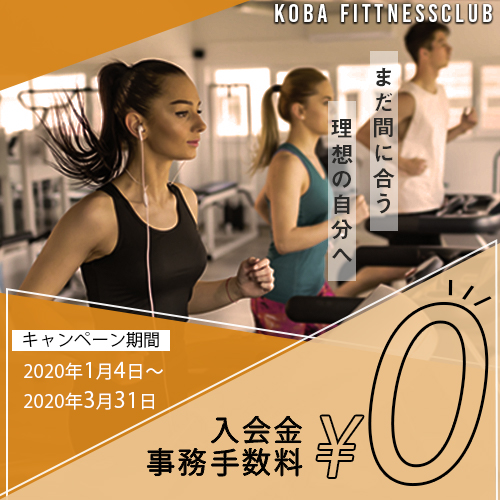 KOBA FITTNESSCLUB
まだ間に合う
理想の自分へ
キャンペーン期間
2020年1月4日～
2020年3月31日
入会金
事務手数料
¥0